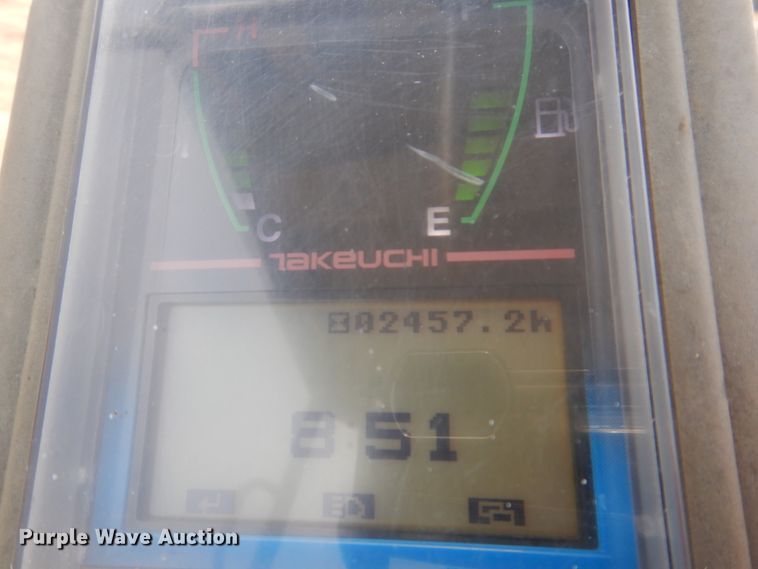 H
F
C
E
TAKEUCHI
02457.2h
8 51
Purple Wave Auction®